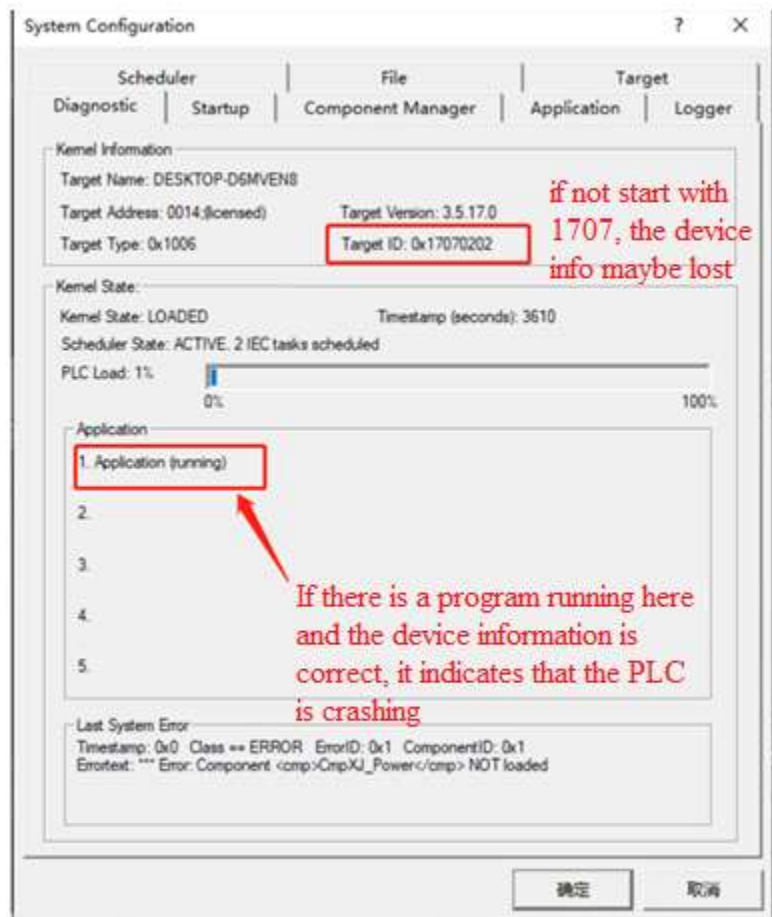 System Configuration
Scheduler
File
Target
Diagnostic
Startup
Component Manager
Application
Logger
Kernel Information
Target Name: DESKTOP-D6MVEN8
Target Address: 0014;(licensed)
Target Version: 3.5.17.0
Target Type: 0x1006
Target ID: 0x17070202
if not start with
1707, the device
info maybe lost
Kernel State:
Kernel State: LOADED
Timestamp (seconds): 3610
Scheduler State: ACTIVE. 2 IEC tasks scheduled
PLC Load: 1%
0%
100%
Application
1. Application (running)
2.
3.
4.
5.
If there is a program running here
and the device information is
correct, it indicates that the PLC
is crashing
Last System Error
Timestamp: 0x0 Class == ERROR ErrorID: 0x1 ComponentID: 0x1
Errortext: *** Error: Component <cmp>CmpXJ_Power</cmp> NOT loaded
确定
取消